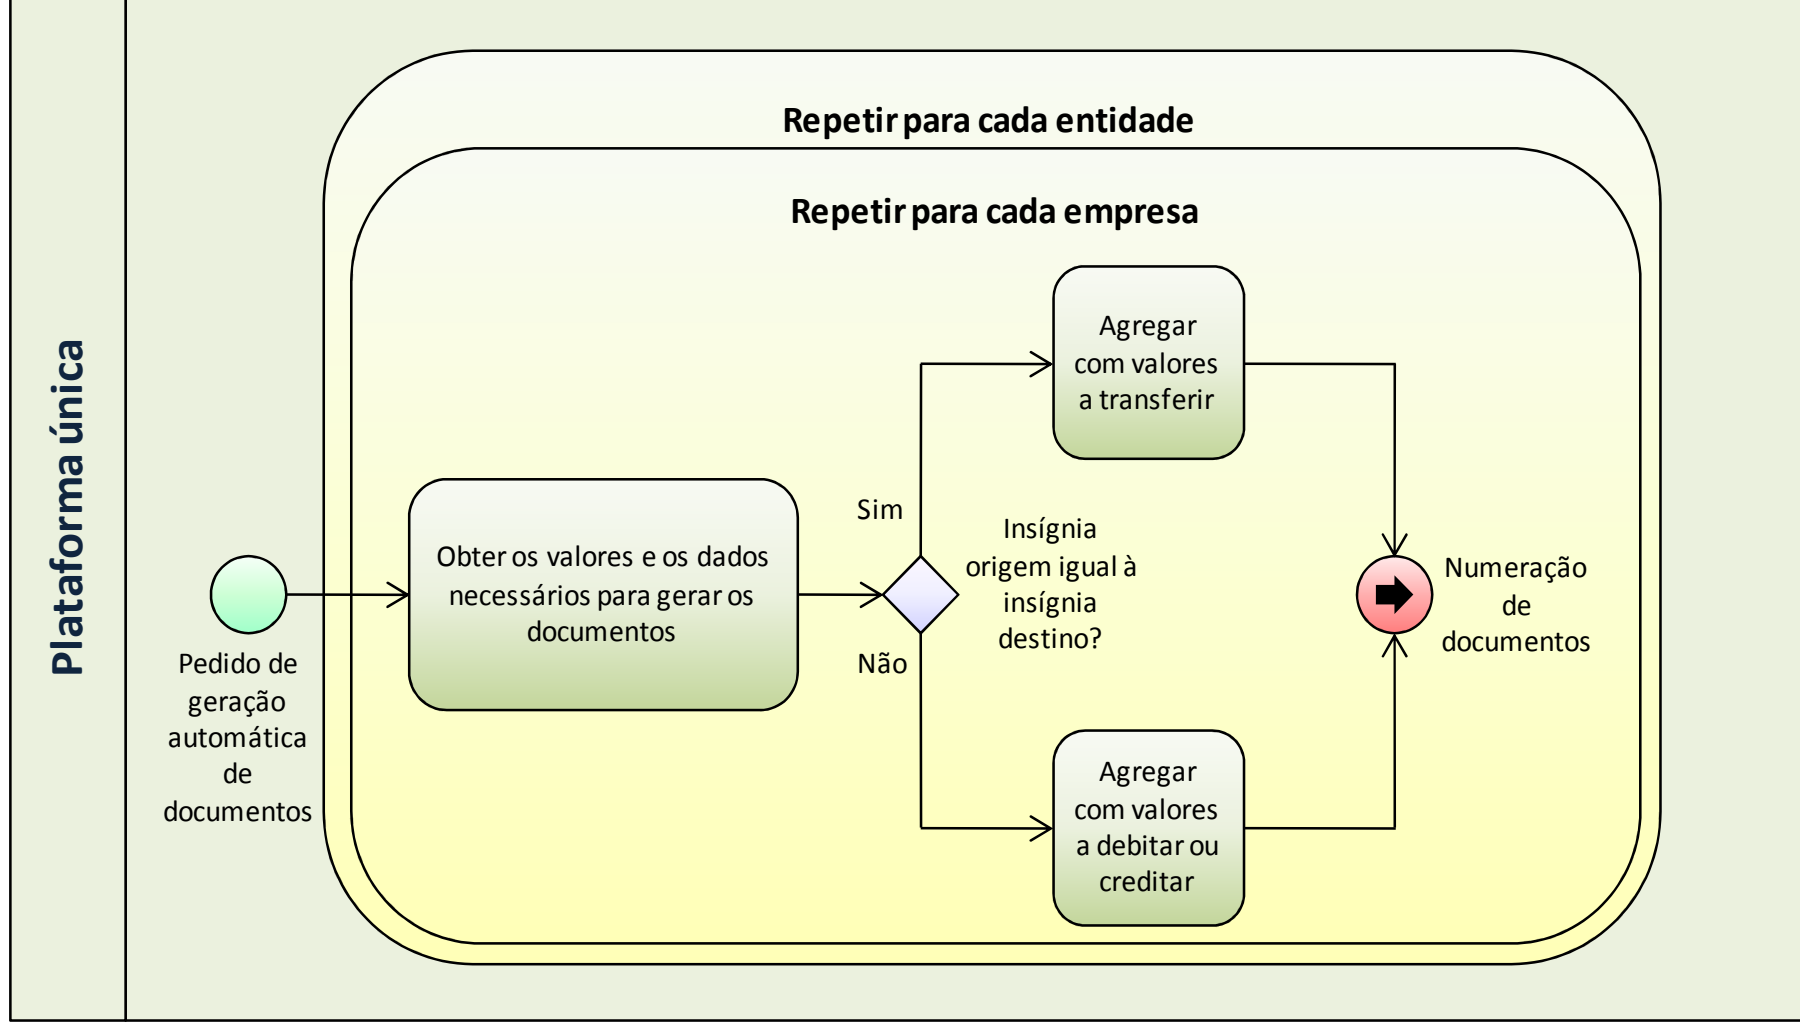 Plataforma única
Repetir para cada entidade
Repetir para cada empresa
Pedido de
geração
automática
de
documentos
Obter os valores e os dados
necessários para gerar os
documentos
Sim
Não
Insígnia
origem igual à
insígnia
destino?
Agregar
com valores
a transferir
Agregar
com valores
a debitar ou
creditar
Numeração
de
documentos